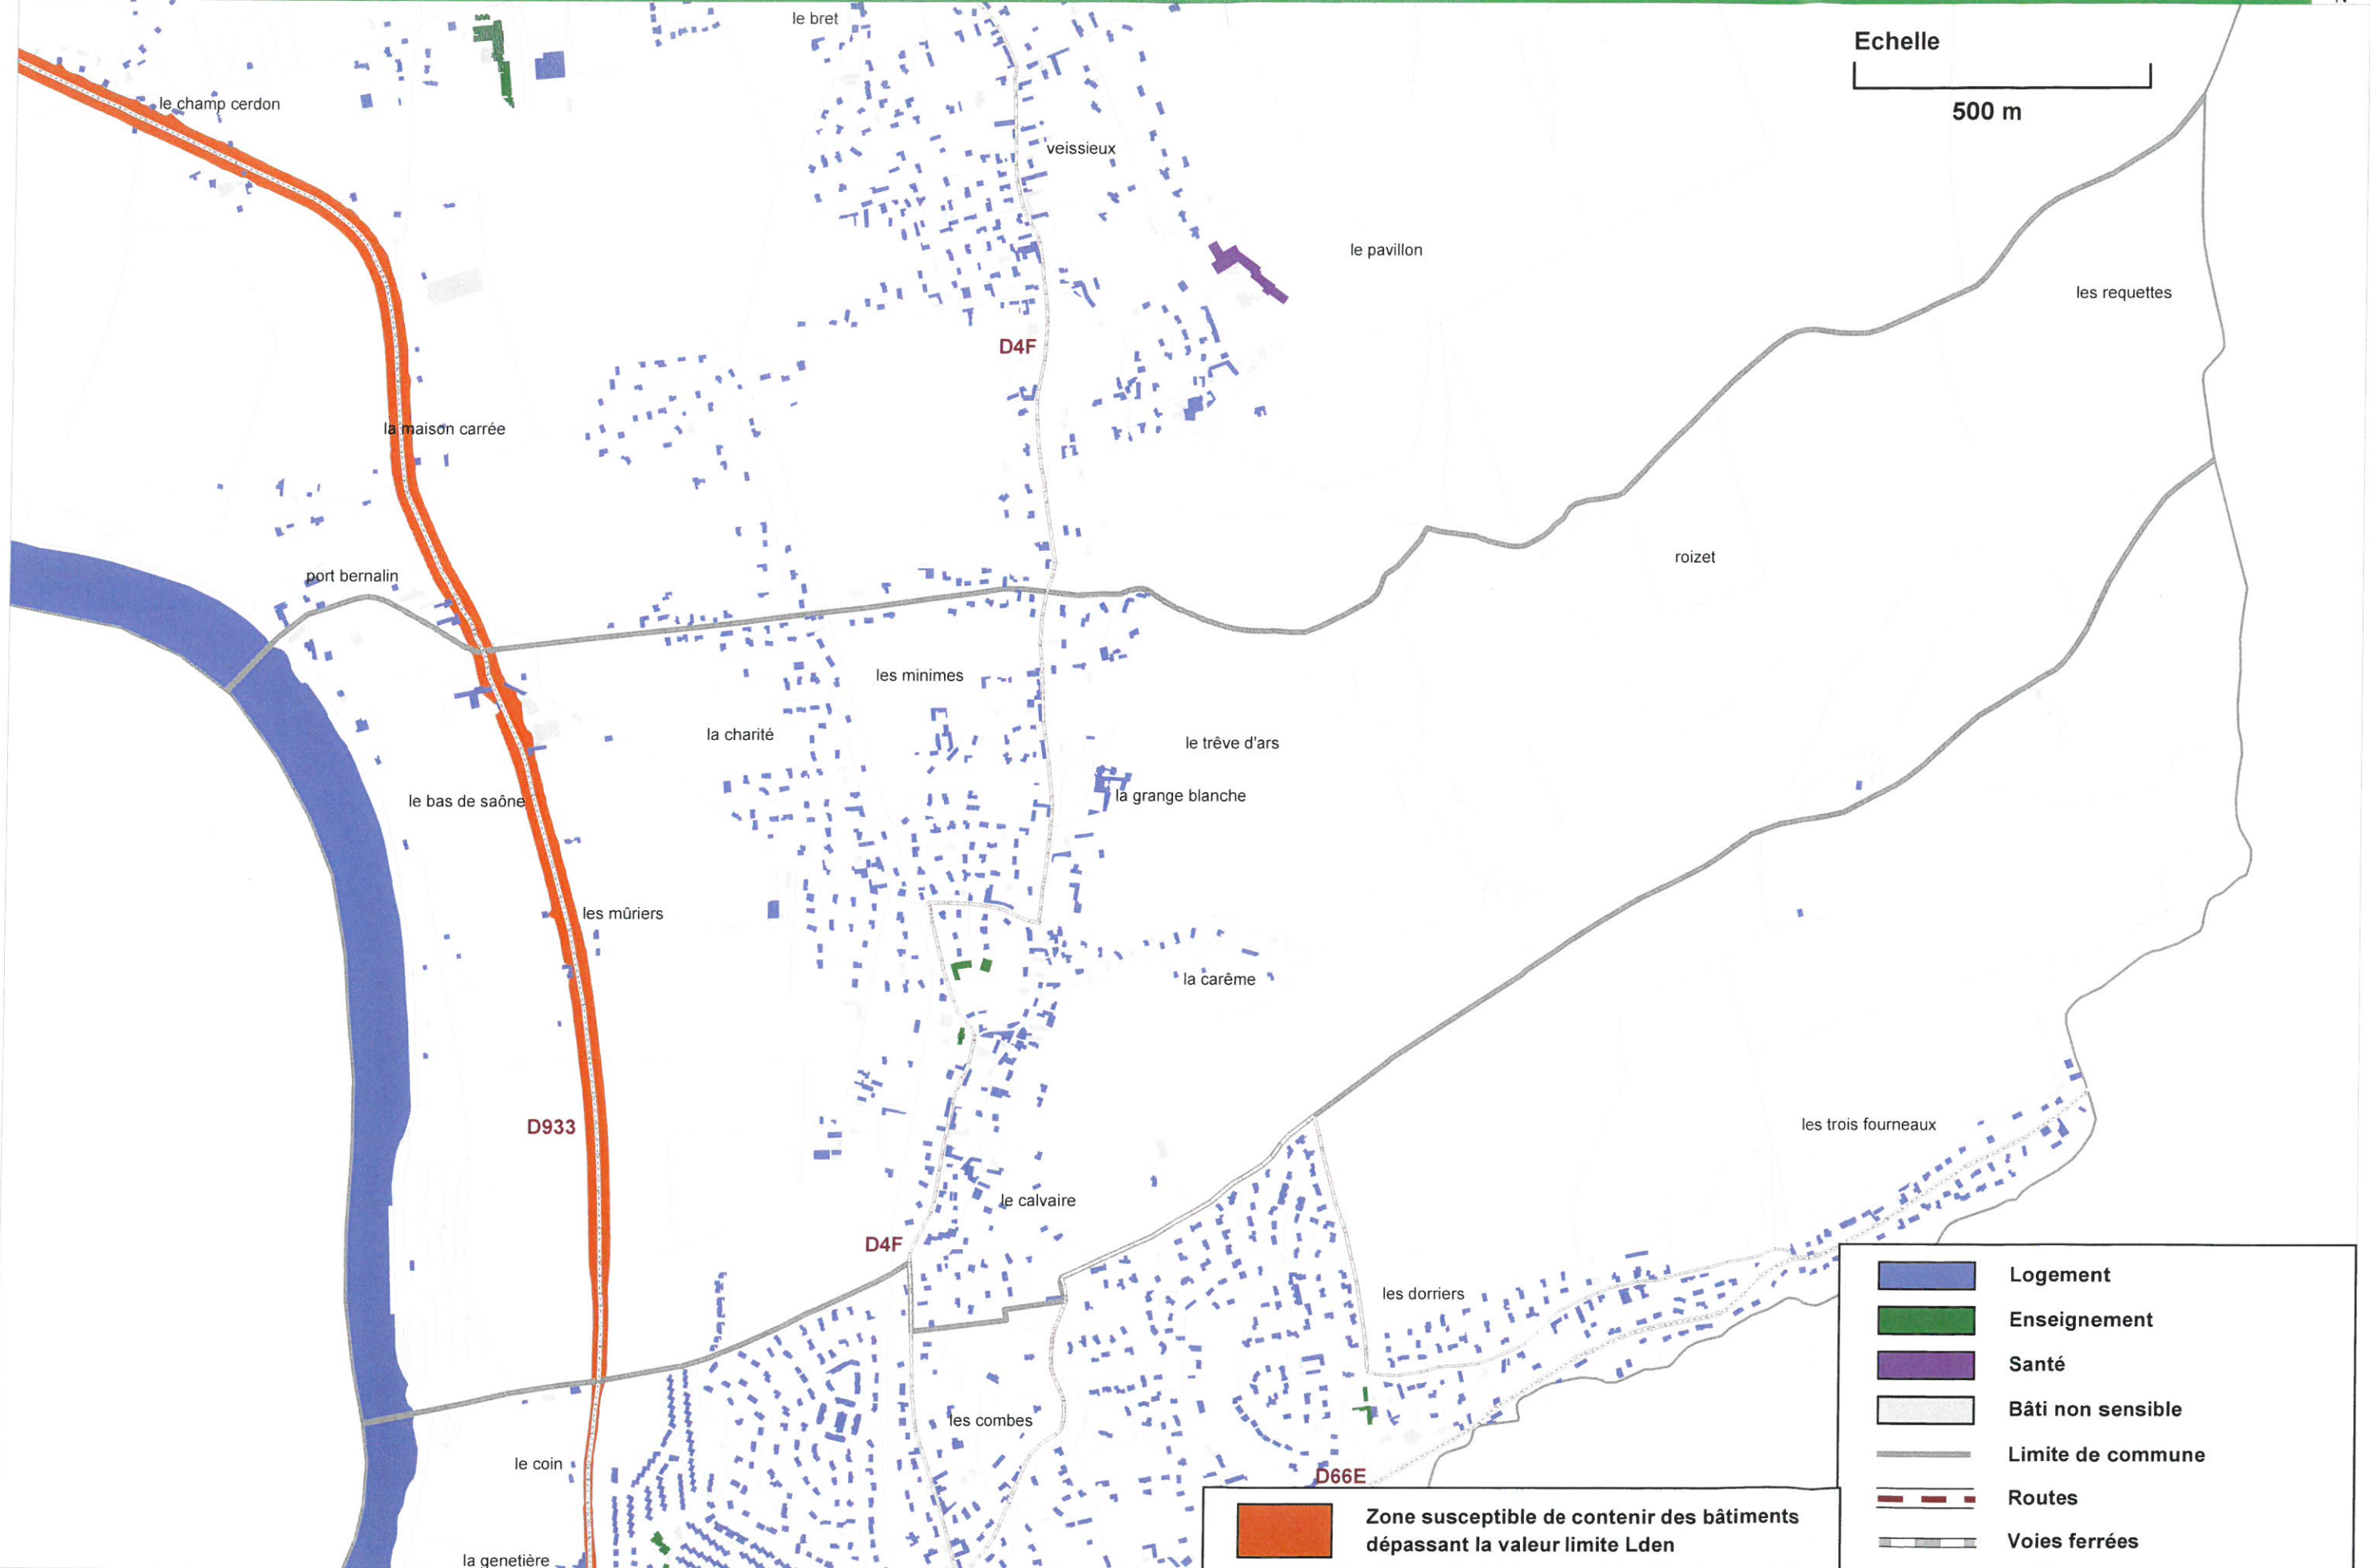 le bret
Echelle
500 m
le champ cerdon
veissieux
le pavillon
les requettes
D4F
la maison carrée
roizet
port bernalin
les minimes
la charité
le trêve d'ars
la grange blanche
le bas de saône
les mûriers
la carême
D933
les trois fourneaux
le calvaire
D4F
les dorriers
les combes
le coin
D66E
la genetière
Logement
Enseignement
Santé
Bâti non sensible
Limite de commune
Routes
Voies ferrées
Zone susceptible de contenir des bâtiments
dépassant la valeur limite Lden